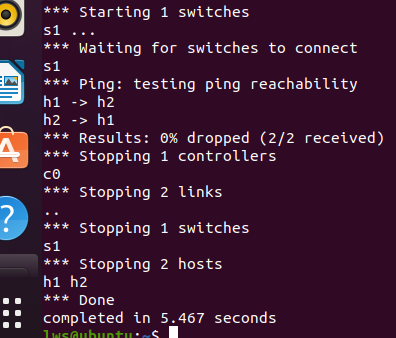 *** Starting 1 switches
s1 ...
*** Waiting for switches to connect
s1
*** Ping: testing ping reachability
h1 -> h2
h2 -> h1
*** Results: 0% dropped (2/2 received)
*** Stopping 1 controllers
c0
*** Stopping 2 links
..
*** Stopping 1 switches
s1
*** Stopping 2 hosts
h1 h2
*** Done
completed in 5.467 seconds
lws@ubuntu:~$